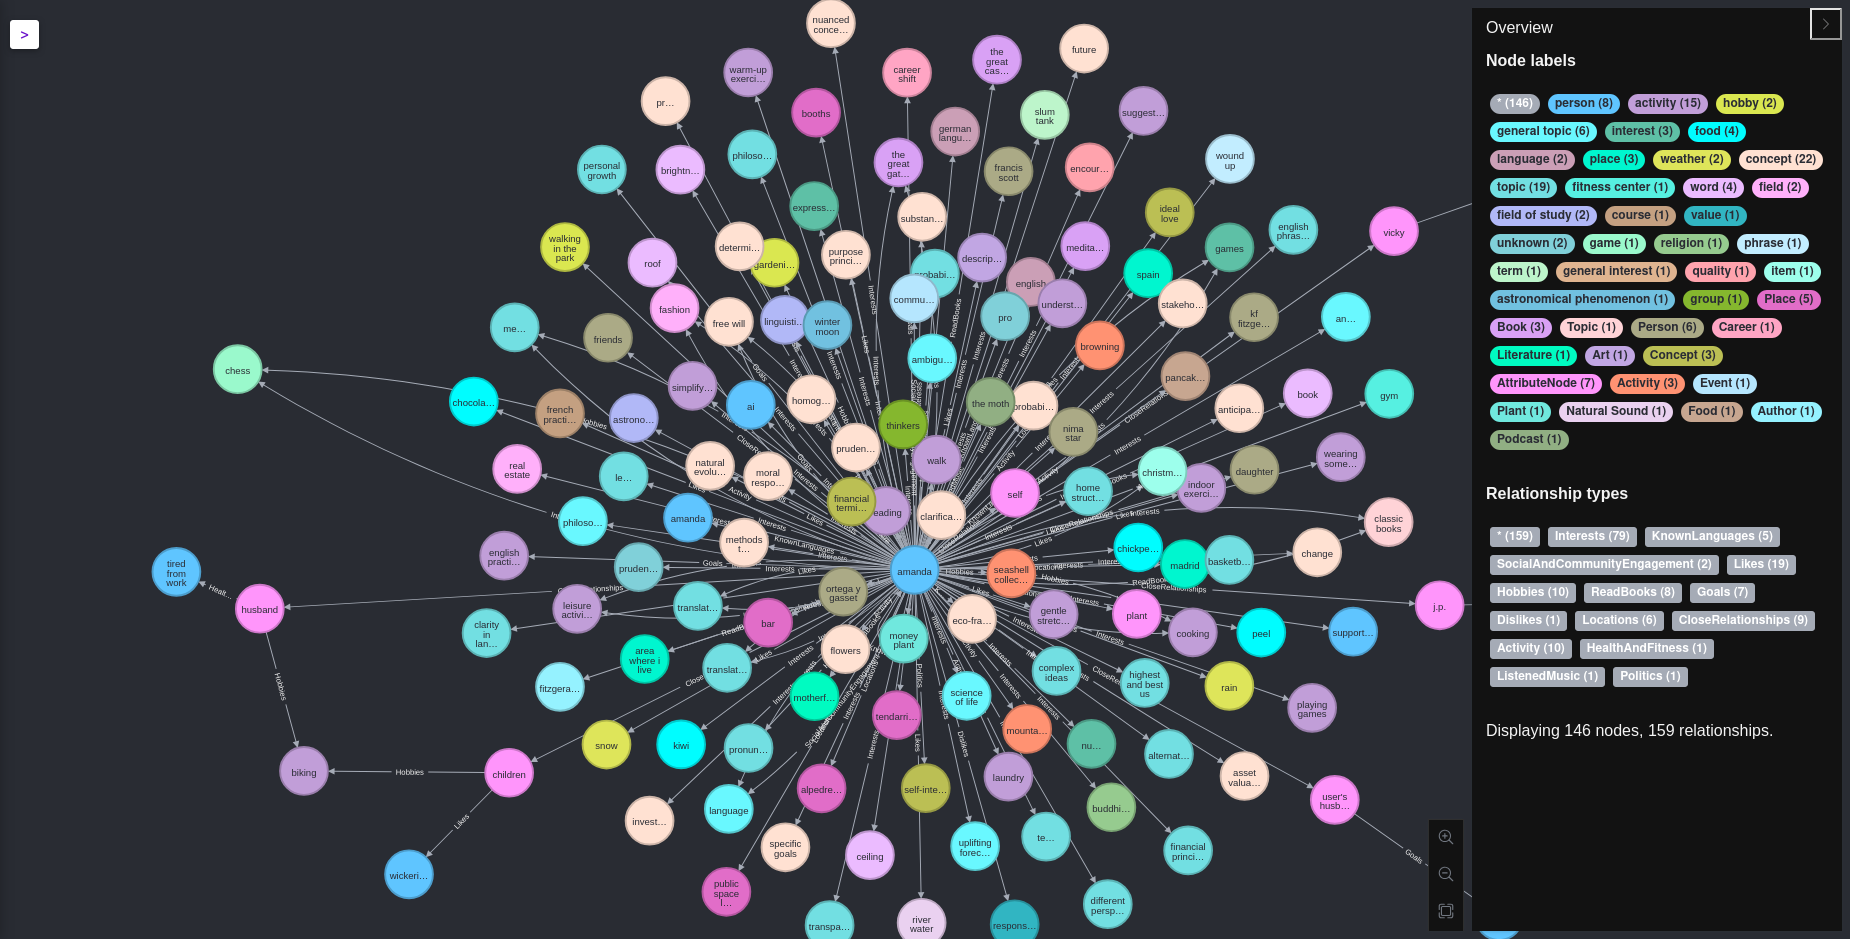 >
Overview
Node labels
* (146) person (8) activity (15) hobby (2)
general topic (6) interest (3) food (4)
language (2) place (3) weather (2) concept (22)
topic (19) fitness center (1) word (4) field (2)
field of study (2) course (1) value (1)
unknown (2) game (1) religion (1) phrase (1)
term (1) general interest (1) quality (1) item (1)
astronomical phenomenon (1) group (1) Place (5)
Book (3) Topic (1) Person (6) Career (1)
Literature (1) Art (1) Concept (3)
AttributeNode (7) Activity (3) Event (1)
Plant (1) Natural Sound (1) Food (1) Author (1)
Podcast (1)
Relationship types
* (159) Interests (79) KnownLanguages (5)
SocialAndCommunityEngagement (2) Likes (19)
Hobbies (10) ReadBooks (8) Goals (7)
Dislikes (1) Locations (6) CloseRelationships (9)
Activity (10) HealthAndFitness (1)
ListenedMusic (1) Politics (1)
Displaying 146 nodes, 159 relationships.
nuanced
conce…
future
the
great
cas…
career
shift
warm-up
exerci…
pr…
booths
slum
tank
suggest…
german
langu…
philoso…
the
great
gat…
francis
scott
encour…
wound
up
personal
growth
brightn…
express…
substan…
ideal
love
english
phras…
vicky
walking
in the
park
roof
determi…
gardeni…
purpose
princi…
descrip…
medita…
games
spain
english
commu…
underst…
stakeho…
fashion
free will
linguisti…
winter
moon
pro
kf
fitzge…
an…
me…
friends
ambigu…
browning
chess
simplify…
pancak…
chocola…
french
practi…
astrono…
ai
homog…
the moth
probabi…
anticipa…
book
gym
thinkers
nima
star
pruden…
walk
natural
evolu…
moral
respo…
real
estate
le…
self
home
struct…
christm…
indoor
exerci…
daughter
wearing
some…
financial
termi…
clarifica…
philoso…
amanda
classic
books
methods
t…
english
practi…
pruden…
amanda
seashell
collec…
chickpe…
madrid
basketb…
change
tired
from
work
husband
Healt…
leisure
activi…
translat…
ortega y
gasset
bar
money
plant
eco-fra…
gentle
stretc…
plant
cooking
peel
support…
j.p.
clarity
in
lan…
area
where i
live
flowers
translat…
fitzgera…
motherf…
science
of life
complex
ideas
highest
and best
us
rain
playing
games
tendarri…
mounta…
snow
kiwi
pronun…
nu…
alternat…
biking
Hobbies
children
Hobbies
Likes
laundry
asset
valua…
alpedre…
self-inte…
language
buddhi…
user's
husb…
invest…
specific
goals
ceiling
uplifting
forec…
te…
financial
princi…
Goals
wickeri…
public
space
l…
different
persp…
transpa…
river
water
respons…